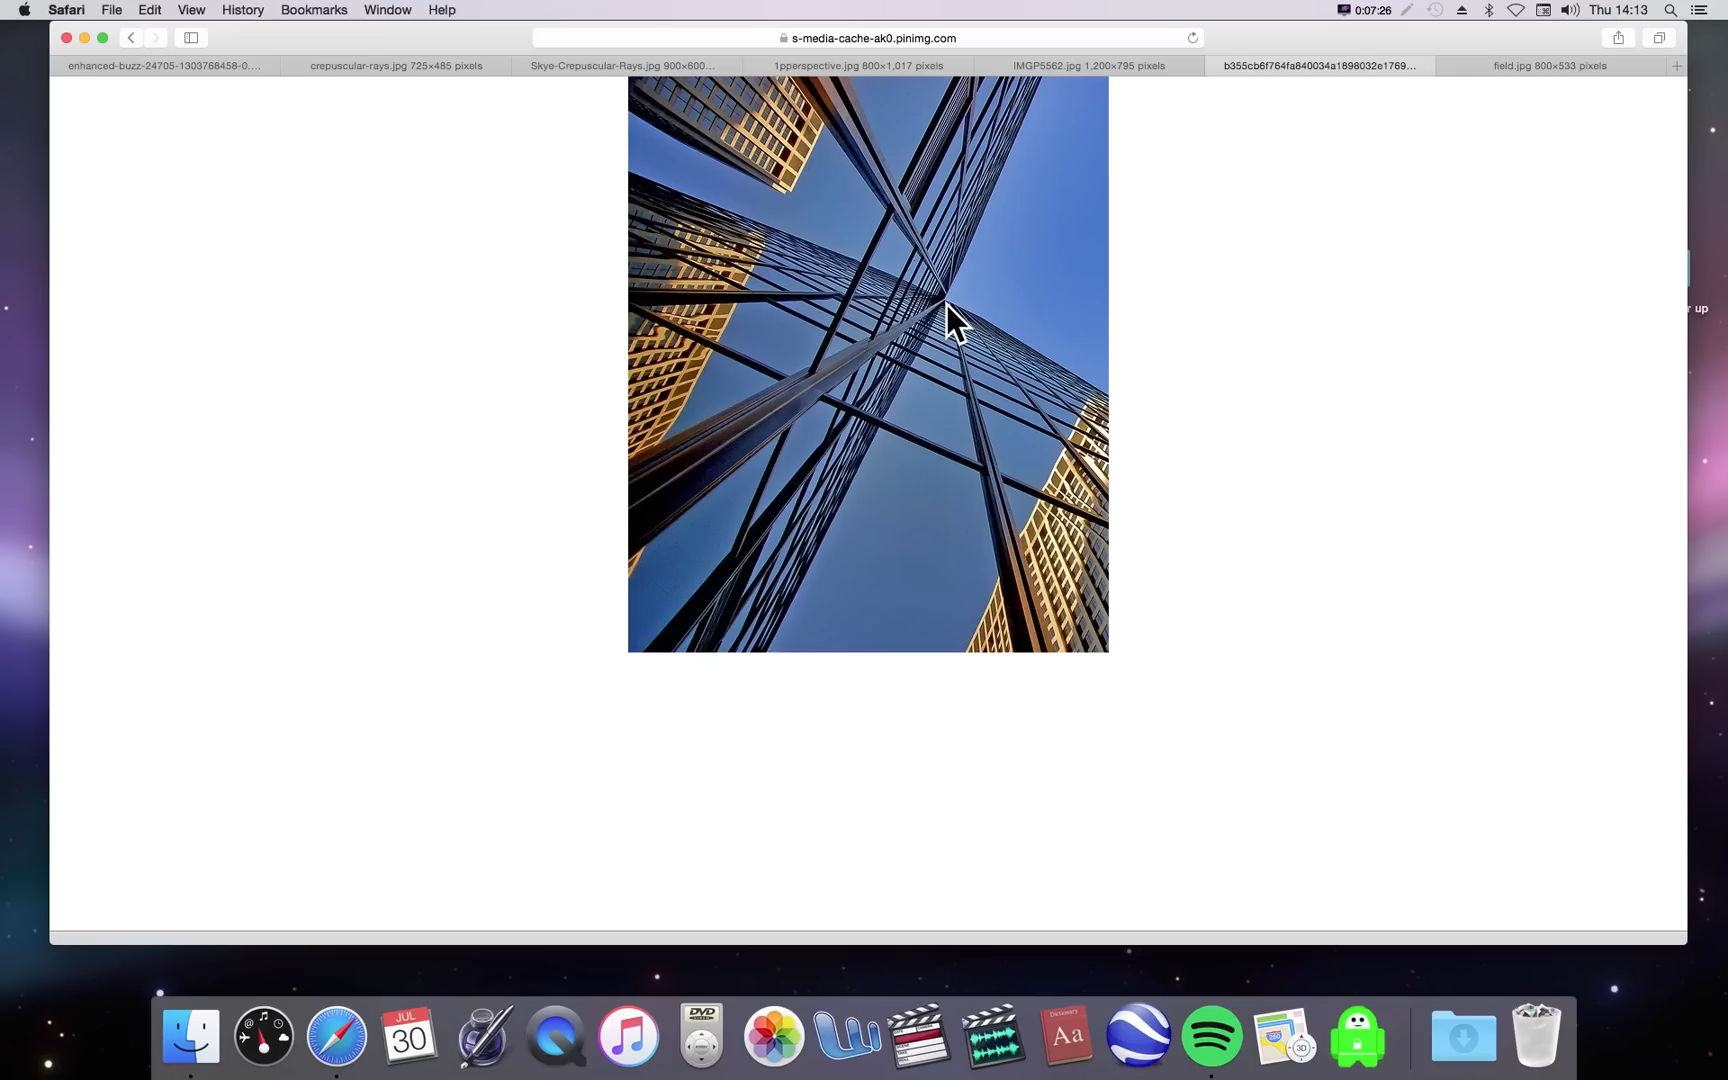 Safari File Edit View History Bookmarks Window Help 0:07:26 Thu 14:13
s-media-cache-ak0.pinimg.com
enhanced-buzz-24705-1303768458-0.... crepuscular-rays.jpg 725×485 pixels Skye-Crepuscular-Rays.jpg 900×600... 1pperspective.jpg 800×1,017 pixels IMGP5562.jpg 1,200×795 pixels b355cb6f764fa840034a1898032e1769... field.jpg 800×533 pixels
r up
JUL
30
DVD
Dictionary
Aa
280
3D